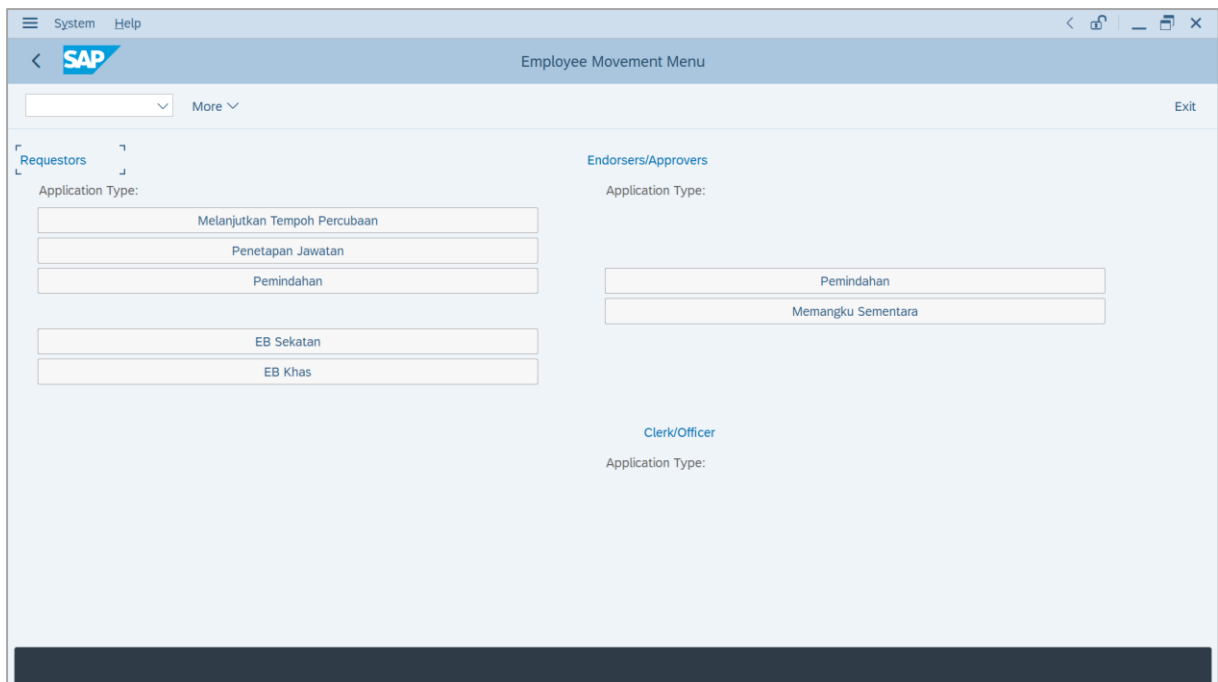 System Help
SAP
Employee Movement Menu
More
Exit
Requestors
Application Type:
Melanjutkan Tempoh Percubaan
Penetapan Jawatan
Pemindahan
EB Sekatan
EB Khas
Endorsers/Approvers
Application Type:
Pemindahan
Memangku Sementara
Clerk/Officer
Application Type: